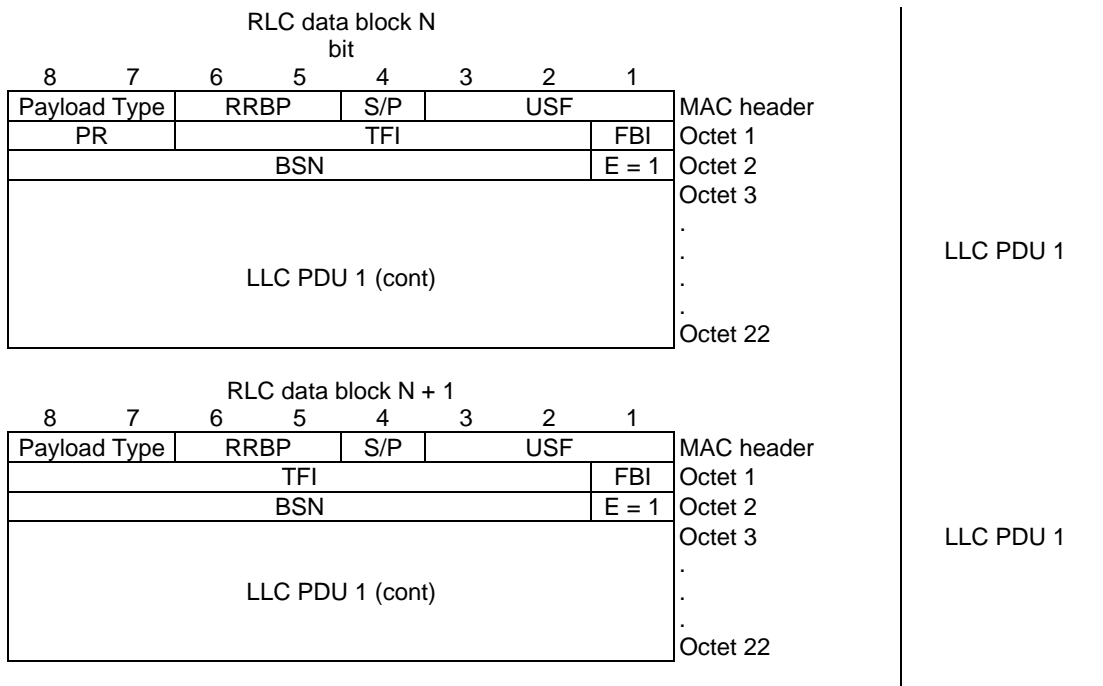 RLC data block N
bit
8 7 6 5 4 3 2 1
Payload Type RRBP S/P USF MAC header
PR TFI FBI Octet 1
BSN E = 1 Octet 2
Octet 3
.
.
LLC PDU 1
LLC PDU 1 (cont) .
.
Octet 22
RLC data block N + 1
8 7 6 5 4 3 2 1
Payload Type RRBP S/P USF MAC header
TFI FBI Octet 1
BSN E = 1 Octet 2
Octet 3 LLC PDU 1
.
LLC PDU 1 (cont) .
.
Octet 22